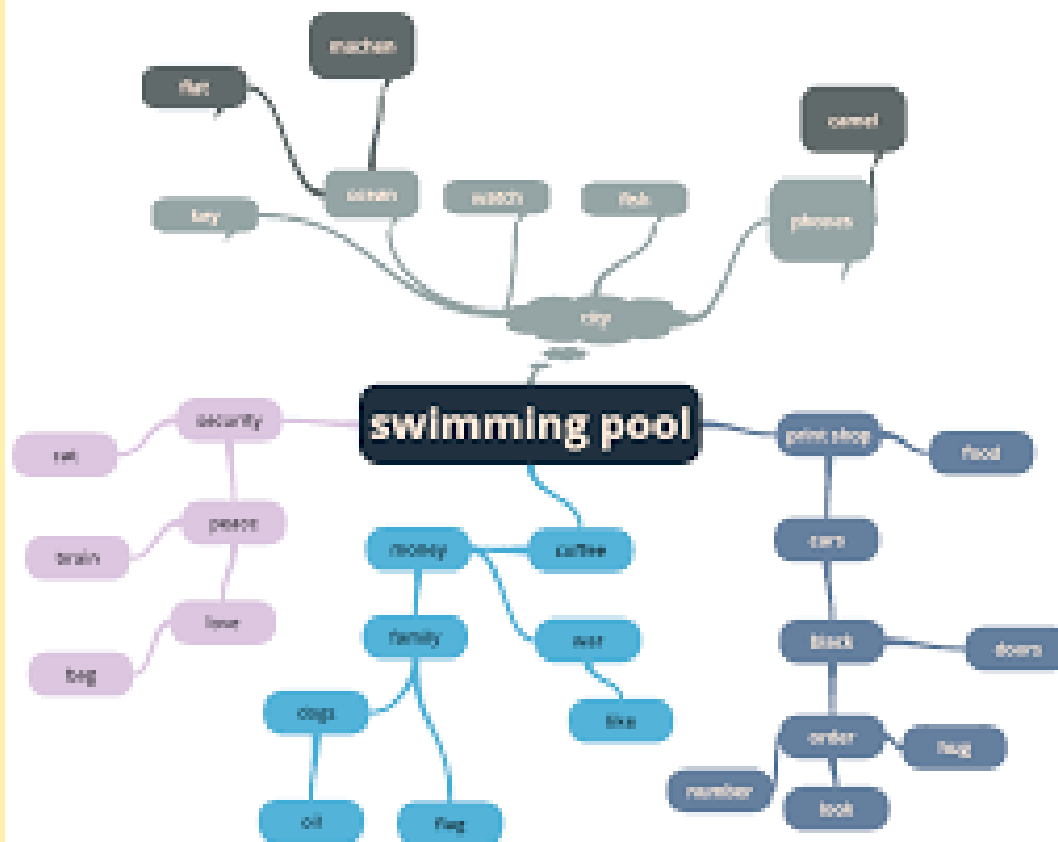 flat
ocean
key
watch
fish
camel
phones
city
swimming pool
security
peace
brain
love
bag
print shop
food
cars
black
doors
order
hug
number
look
coffee
money
family
war
like
dogs
oil
flag